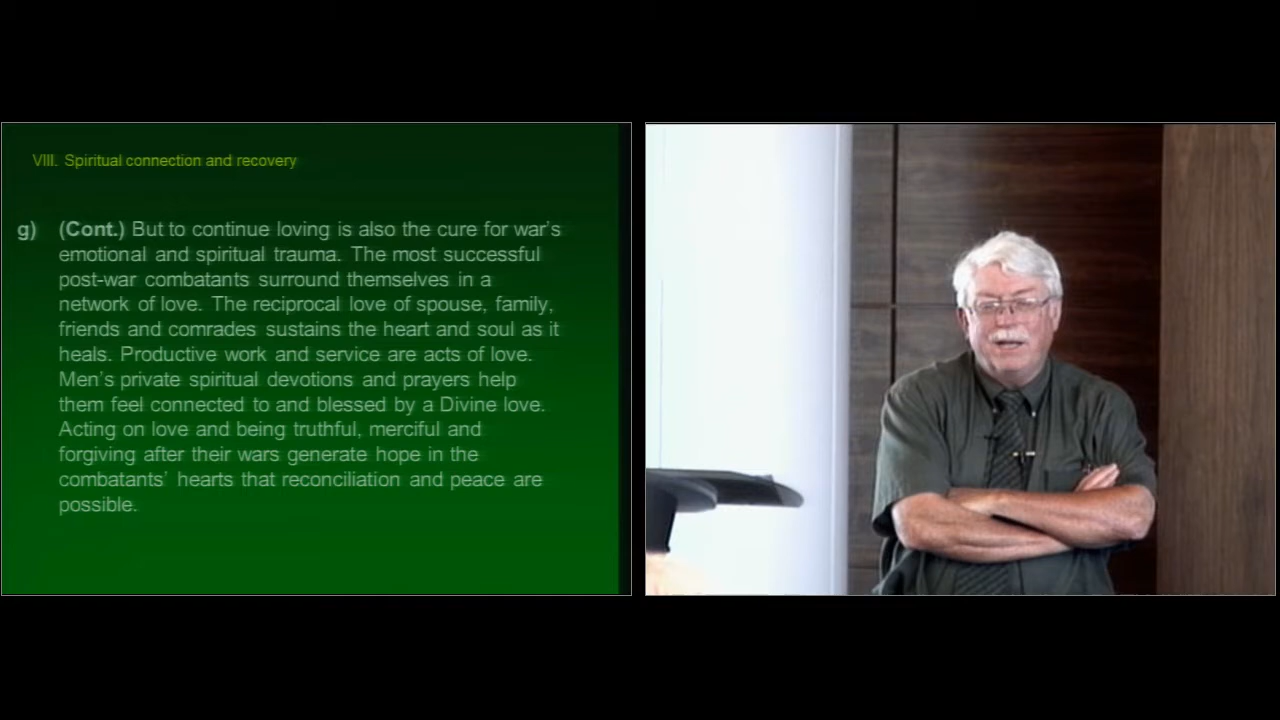 VIII. Spiritual connection and recovery
g) (Cont.) But to continue loving is also the cure for war's
emotional and spiritual trauma. The most successful
post-war combatants surround themselves in a
network of love. The reciprocal love of spouse, family,
friends and comrades sustains the heart and soul as it
heals. Productive work and service are acts of love.
Men's private spiritual devotions and prayers help
them feel connected to and blessed by a Divine love.
Acting on love and being truthful, merciful and
forgiving after their wars generate hope in the
combatants' hearts that reconciliation and peace are
possible.